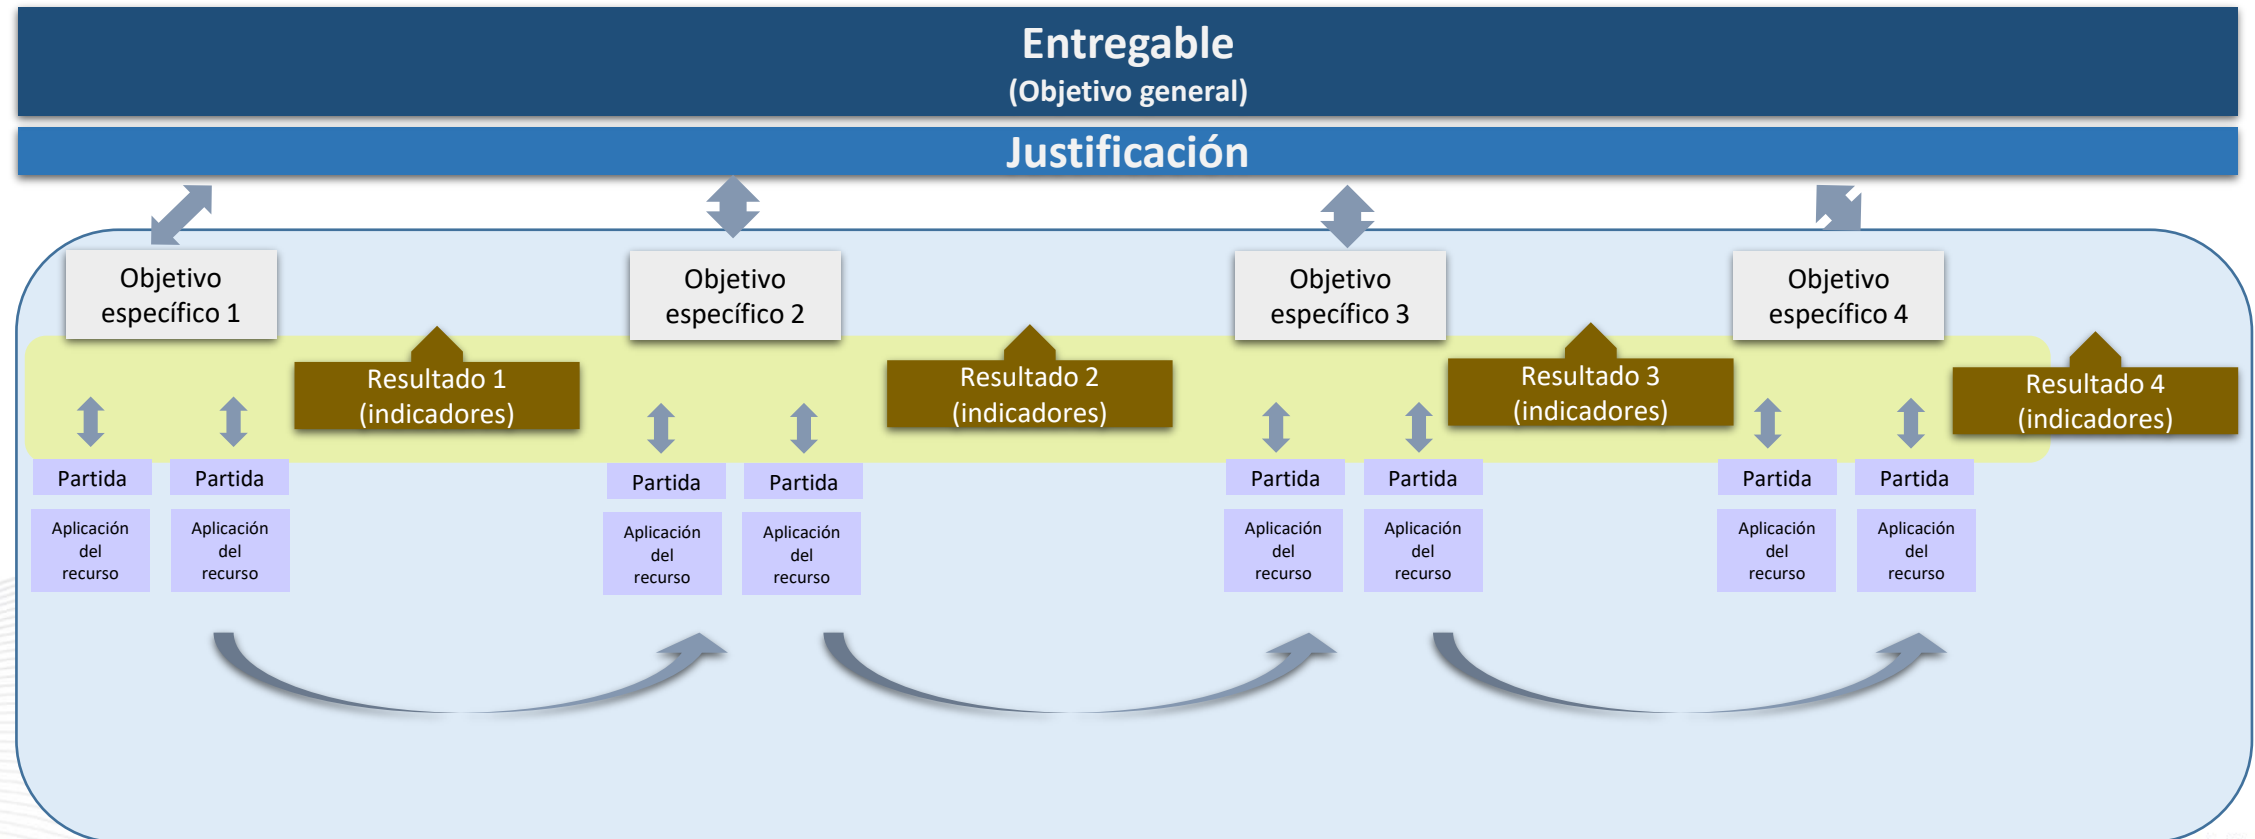 Entregable
(Objetivo general)
Justificación
Objetivo
específico 1
Objetivo
específico 2
Objetivo
específico 3
Objetivo
específico 4
Resultado 1
(indicadores)
Resultado 2
(indicadores)
Resultado 3
(indicadores)
Resultado 4
(indicadores)
Partida
Partida
Partida
Partida
Partida
Partida
Partida
Partida
Aplicación
del
recurso
Aplicación
del
recurso
Aplicación
del
recurso
Aplicación
del
recurso
Aplicación
del
recurso
Aplicación
del
recurso
Aplicación
del
recurso
Aplicación
del
recurso